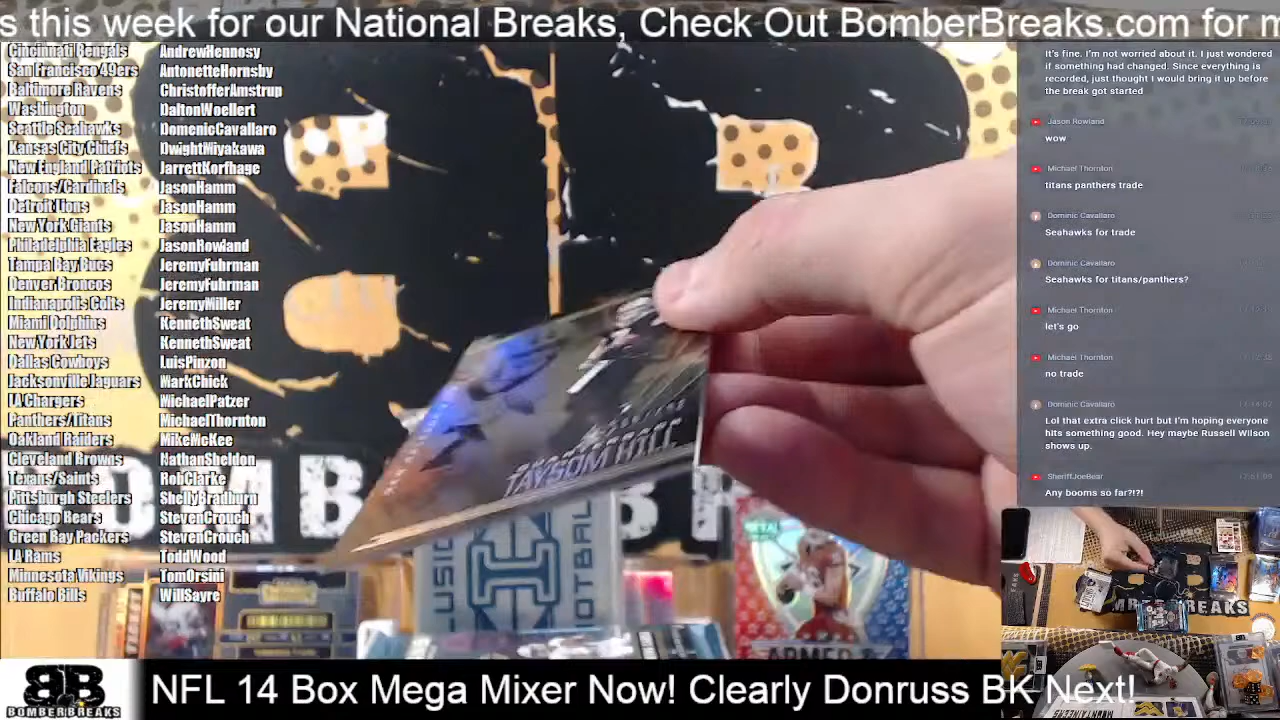 s this week for our National Breaks, Check Out BomberBreaks.com for m
Cincinnati Bengals AndrewHennosy
San Francisco 49ers AntonetteHornsby
Baltimore Ravens ChristofferAmstrup
Washington DaltonWoellert
Seattle Seahawks DomenicCavallaro
Kansas City Chiefs DwightMiyakawa
New England Patriots JarrettKorfhage
Falcons/Cardinals JasonHamm
Detroit Lions JasonHamm
New York Giants JasonHamm
Philadelphia Eagles JasonRowland
Tampa Bay Bucs JeremyFuhrman
Denver Broncos JeremyFuhrman
Indianapolis Colts JeremyMiller
Miami Dolphins KennethSweat
New York Jets KennethSweat
Dallas Cowboys LuisPinzon
Jacksonville Jaguars MarkChick
LA Chargers MichaelPatzer
Panthers/Titans MichaelThornton
Oakland Raiders MikeMcKee
Cleveland Browns NathanSheldon
Texans/Saints RobClarke
Pittsburgh Steelers ShellyBradburn
Chicago Bears StevenCrouch
Green Bay Packers StevenCrouch
LA Rams ToddWood
Minnesota Vikings TomOrsini
Buffalo Bills WillSayre
TAYSOM HILL
BOMB
FOOTBALL
It's fine. I'm not worried about it. I just wondered
if something had changed. Since everything is
recorded, just thought I would bring it up before
the break got started
Jason Rowland
wow
Michael Thornton
titans panthers trade
Dominic Cavallaro
Seahawks for trade
Dominic Cavallaro
Seahawks for titans/panthers?
Michael Thornton
let's go
Michael Thornton
no trade
Dominic Cavallaro
Lol that extra click hurt but I'm hoping everyone
hits something good. Hey maybe Russell Wilson
shows up.
SheriffJoeBear
Any booms so far?!?!
BREAKS
BB
BOMBERBREAKS
NFL 14 Box Mega Mixer Now! Clearly Donruss BK Next!